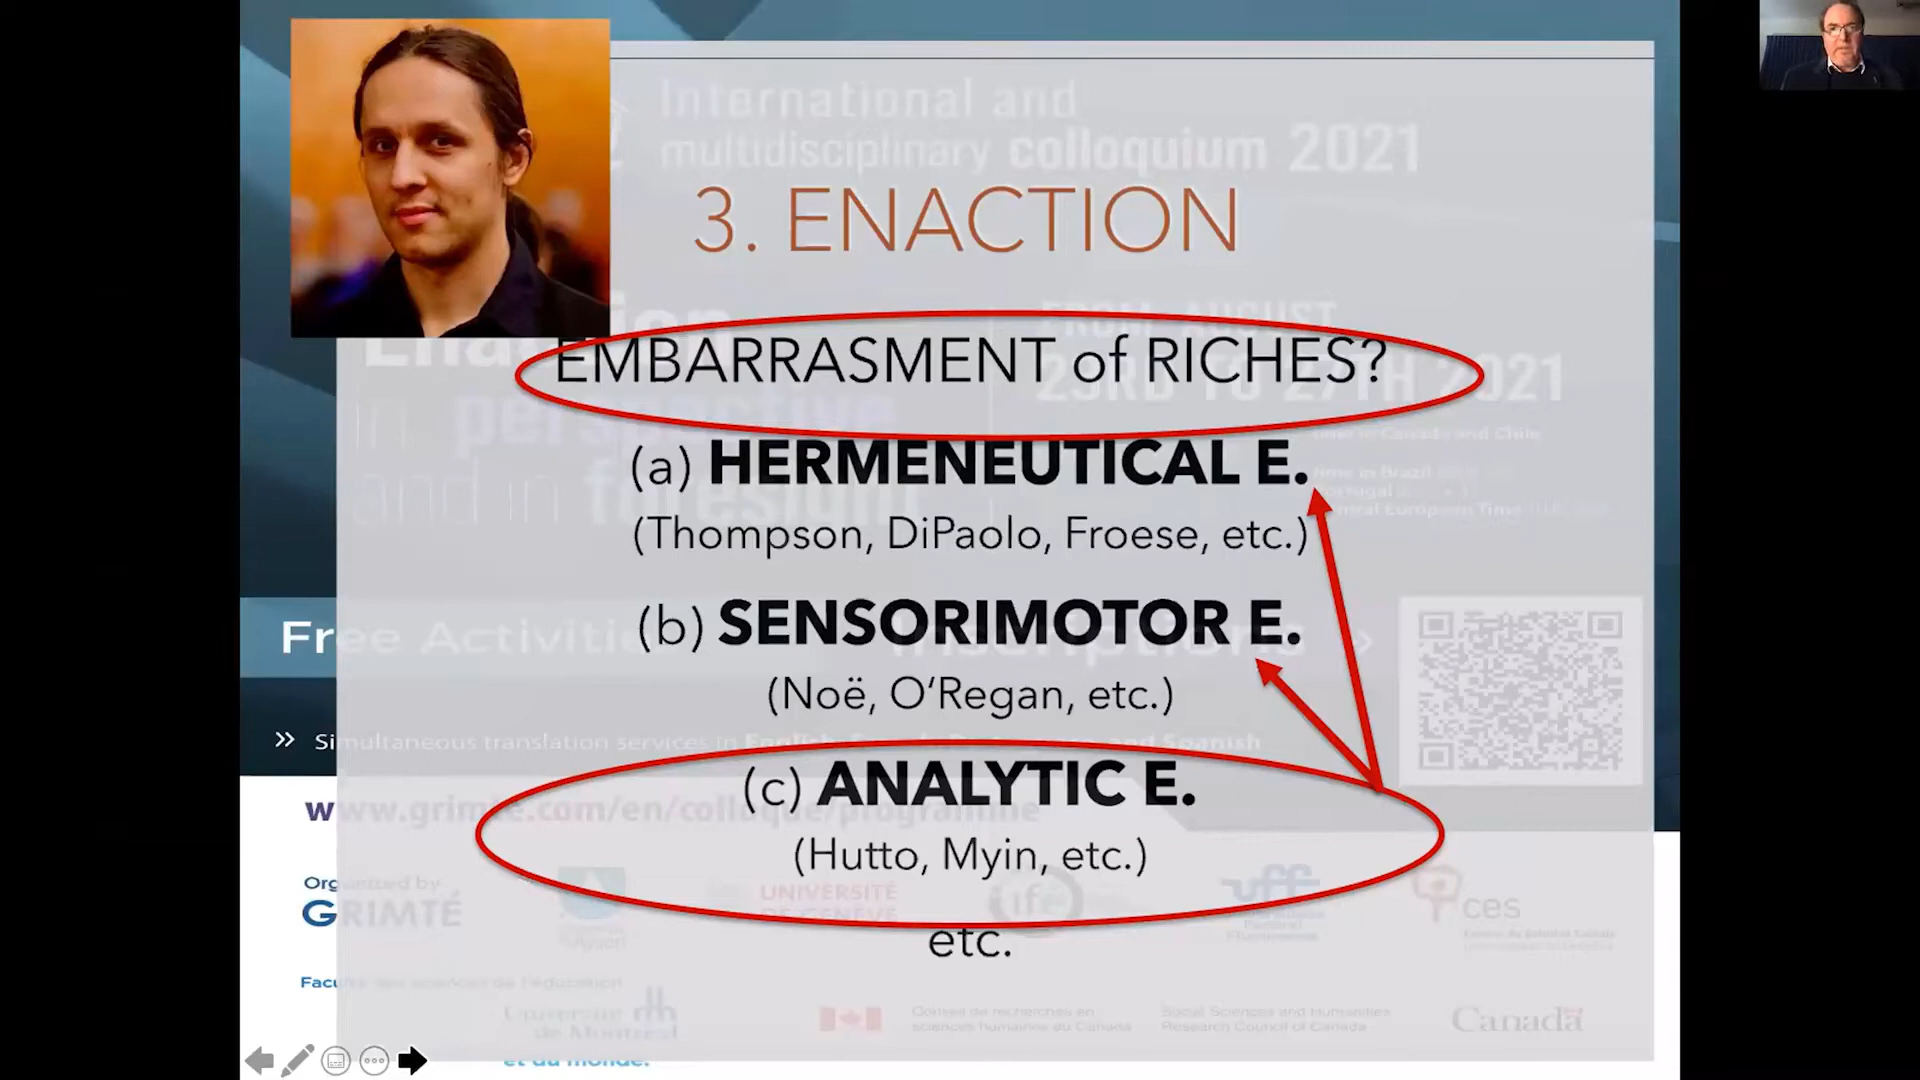 International and
multidisciplinary colloquium 2021
3. ENACTION
FROM AUGUST
23RD TO 27TH 2021
EMBARRASMENT of RICHES?
in perspective
and in foresight
(a) HERMENEUTICAL E.
(Thompson, DiPaolo, Froese, etc.)
(b) SENSORIMOTOR E.
(Noë, O'Regan, etc.)
Free Activities
Inscriptions
>> Simultaneous translation services in English, French, Portuguese, and Spanish
(c) ANALYTIC E.
www.grimte.com/en/colloque/programme
(Hutto, Myin, etc.)
Organized by
GRIMTÉ
UNIVERSITÉ
DE GENÈVE
ife
uff
ces
etc.
Faculté des sciences de l'éducation
Université de Montréal
et du monde.
Conseil de recherches en
sciences humaines du Canada
Social Sciences and Humanities
Research Council of Canada
Canada